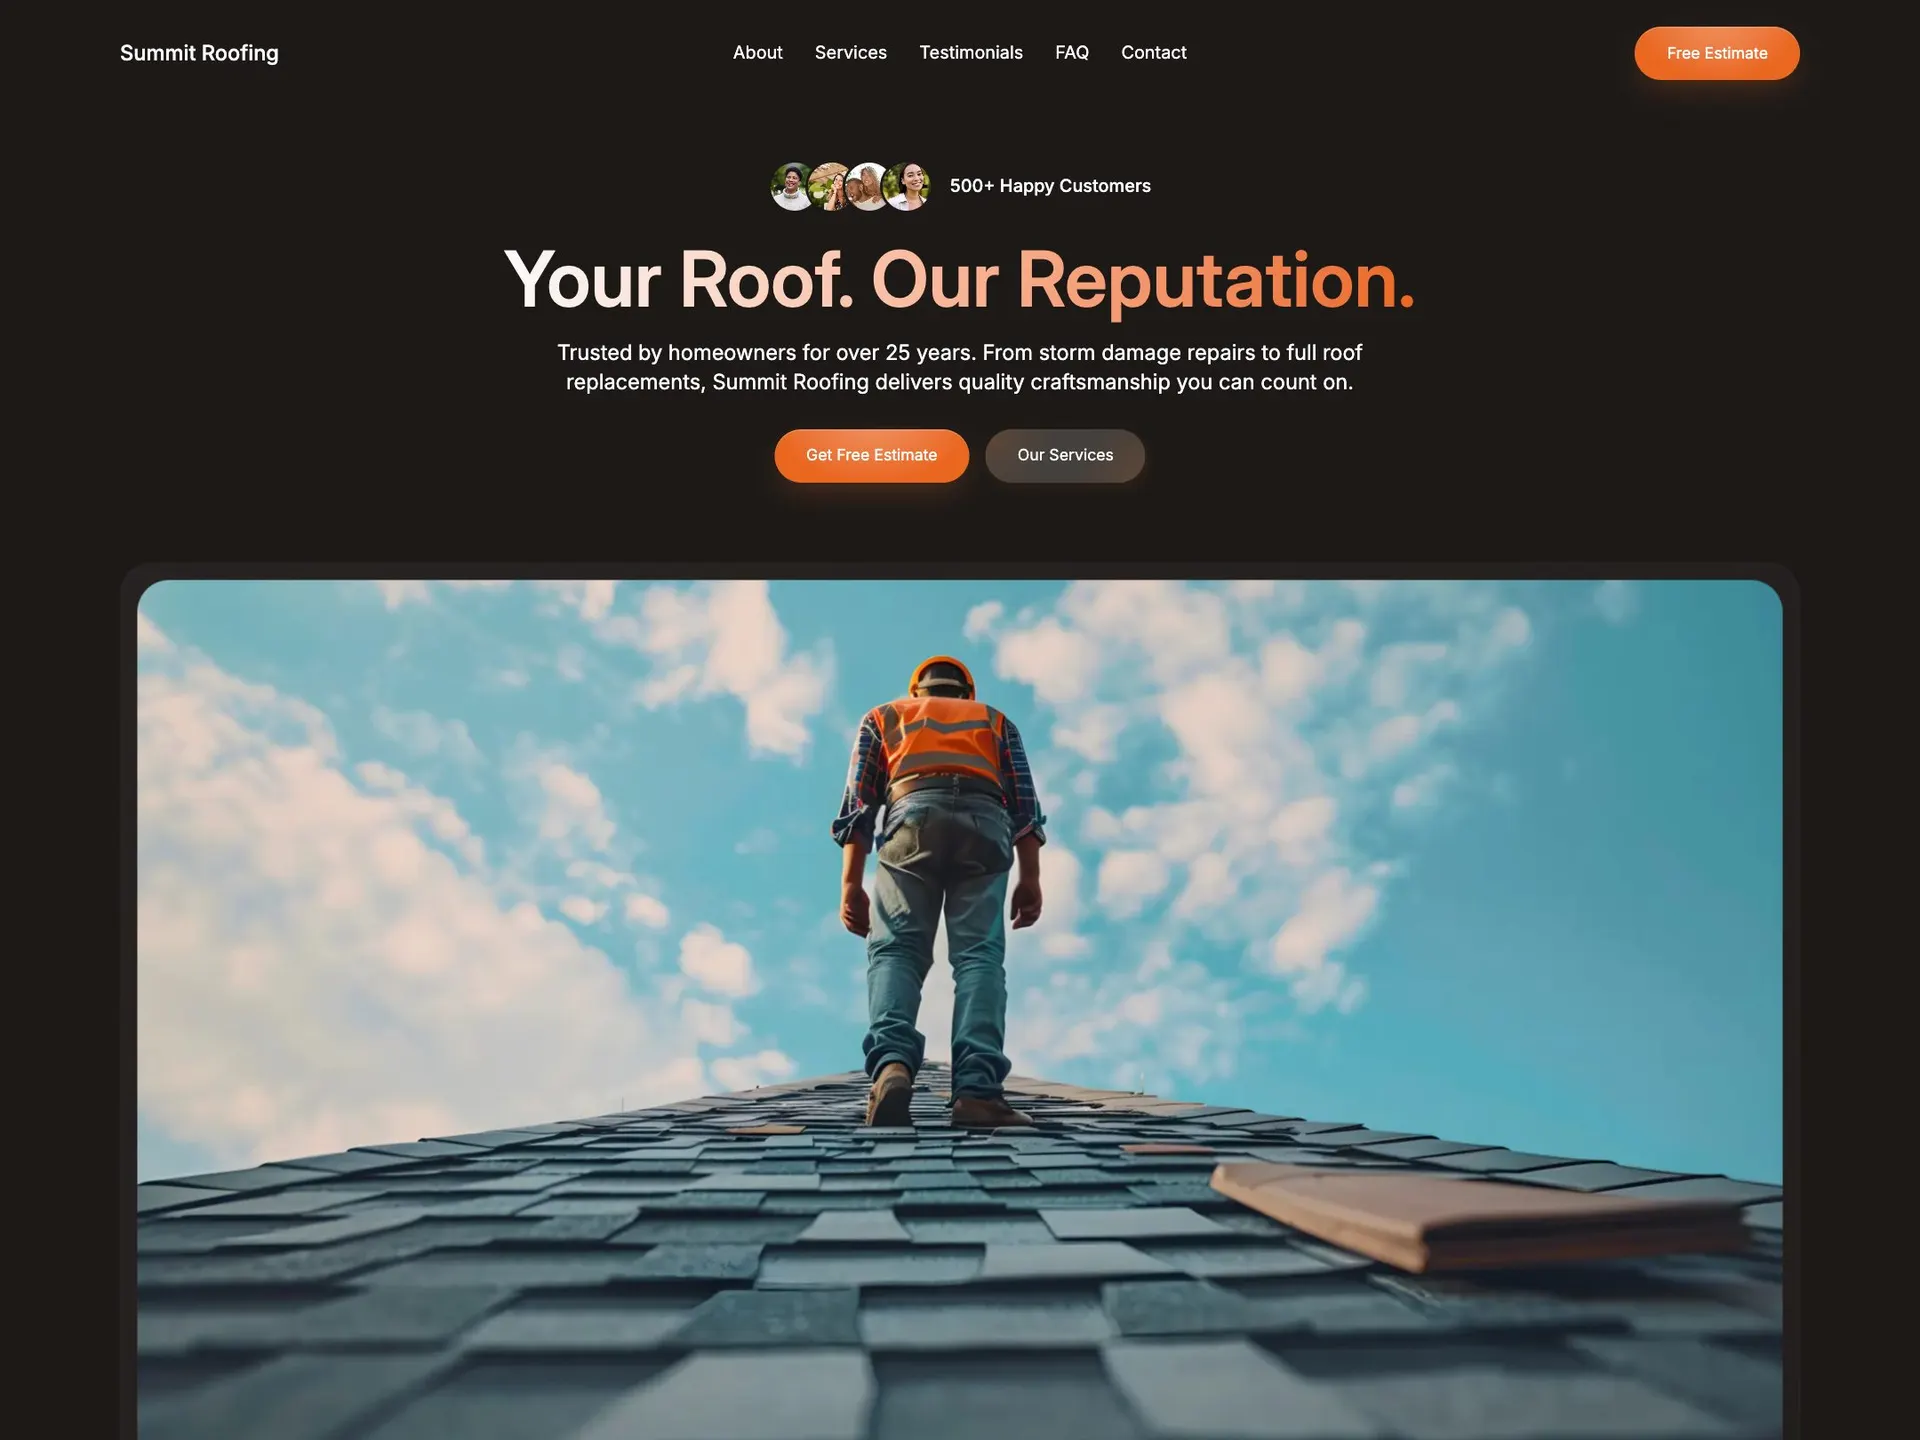 Summit Roofing
About
Services
Testimonials
FAQ
Contact
Free Estimate
500+ Happy Customers
Your Roof. Our Reputation.
Trusted by homeowners for over 25 years. From storm damage repairs to full roof
replacements, Summit Roofing delivers quality craftsmanship you can count on.
Get Free Estimate
Our Services